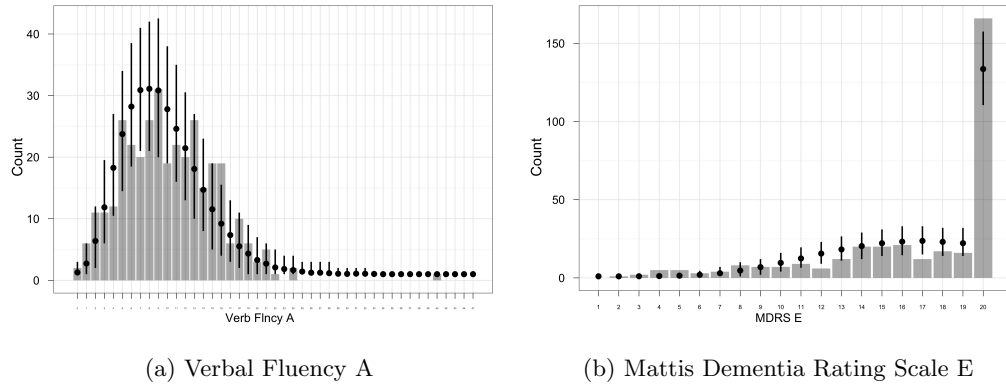 40
30
20
10
0
Count
Verb Flncy A
150
100
50
0
Count
1 2 3 4 5 6 7 8 9 10 11 12 13 14 15 16 17 18 19 20
MDRS E
(a) Verbal Fluency A
(b) Mattis Dementia Rating Scale E